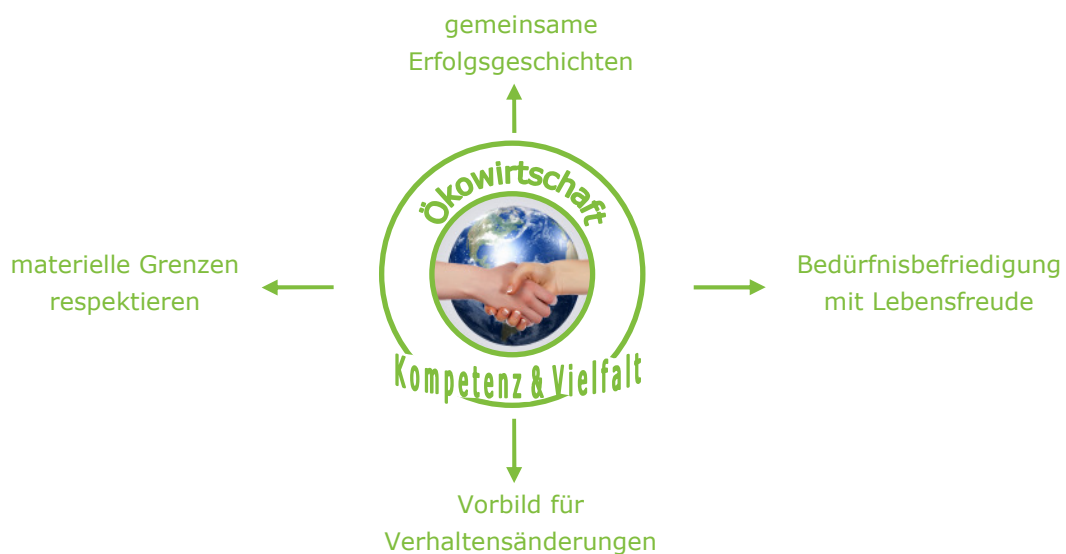 gemeinsame
Erfolgsgeschichten
Ökowirtschaft
materielle Grenzen
respektieren
Bedürfnisbefriedigung
mit Lebensfreude
Kompetenz & Vielfalt
Vorbild für
Verhaltensänderungen